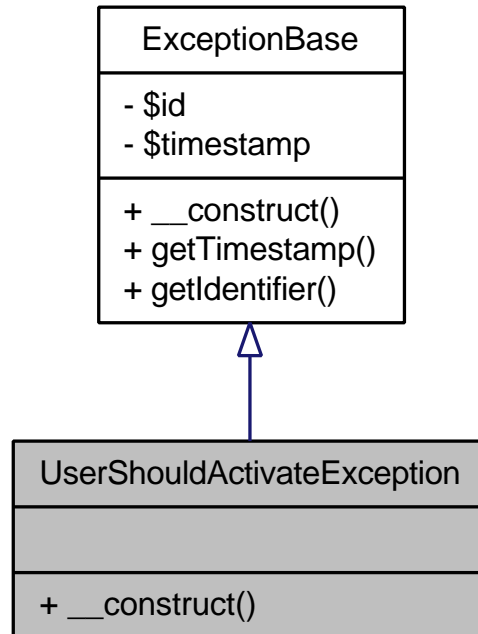 ExceptionBase
- $id
- $timestamp
+ __construct()
+ getTimestamp()
+ getIdentifier()
UserShouldActivateException
+ __construct()